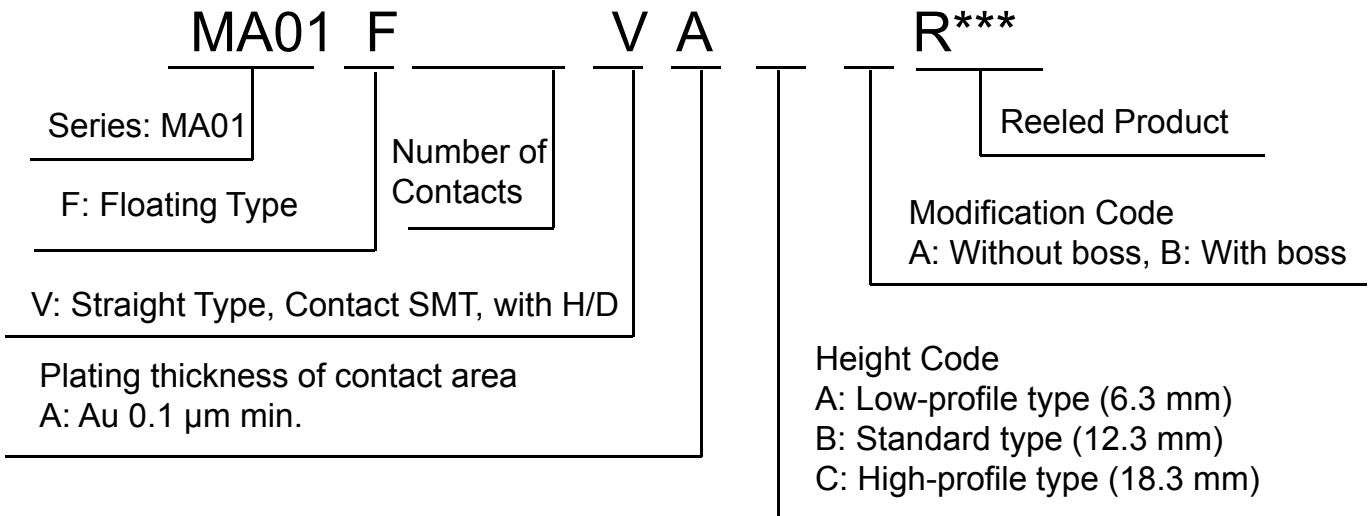 MA01 F V A R***
Series: MA01
Reeled Product
Number of
Contacts
F: Floating Type
Modification Code
A: Without boss, B: With boss
V: Straight Type, Contact SMT, with H/D
Plating thickness of contact area
A: Au 0.1 μm min.
Height Code
A: Low-profile type (6.3 mm)
B: Standard type (12.3 mm)
C: High-profile type (18.3 mm)